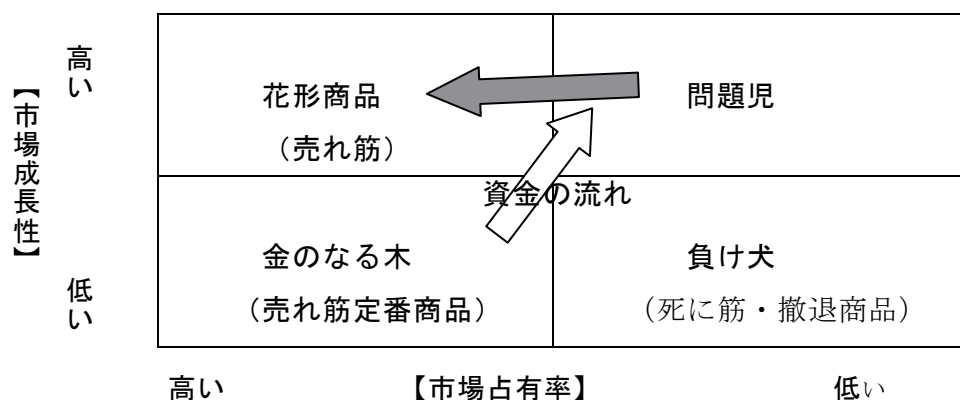 【市場成長性】
高い
花形商品
（売れ筋）
問題児
資金の流れ
金のなる木
（売れ筋定番商品）
負け犬
（死に筋・撤退商品）
低い
高い
【市場占有率】
低い